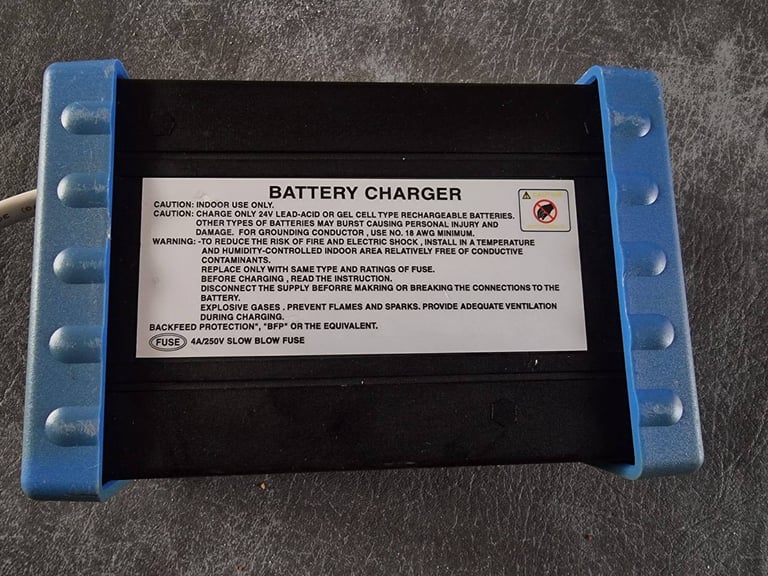 BATTERY CHARGER
CAUTION: INDOOR USE ONLY.
CAUTION: CHARGE ONLY 24V LEAD-ACID OR GEL CELL TYPE RECHARGEABLE BATTERIES.
OTHER TYPES OF BATTERIES MAY BURST CAUSING PERSONAL INJURY AND
DAMAGE. FOR GROUNDING CONDUCTOR , USE NO. 18 AWG MINIMUM.
WARNING: -TO REDUCE THE RISK OF FIRE AND ELECTRIC SHOCK , INSTALL IN A TEMPERATURE
AND HUMIDITY-CONTROLLED INDOOR AREA RELATIVELY FREE OF CONDUCTIVE
CONTAMINANTS.
REPLACE ONLY WITH SAME TYPE AND RATINGS OF FUSE.
BEFORE CHARGING , READ THE INSTRUCTION.
DISCONNECT THE SUPPLY BEFORRE MAKRING OR BREAKING THE CONNECTIONS TO THE
BATTERY.
EXPLOSIVE GASES . PREVENT FLAMES AND SPARKS. PROVIDE ADEQUATE VENTILATION
DURING CHARGING.
BACKFEED PROTECTION", "BFP" OR THE EQUIVALENT.
FUSE 4A/250V SLOW BLOW FUSE
CAUTION